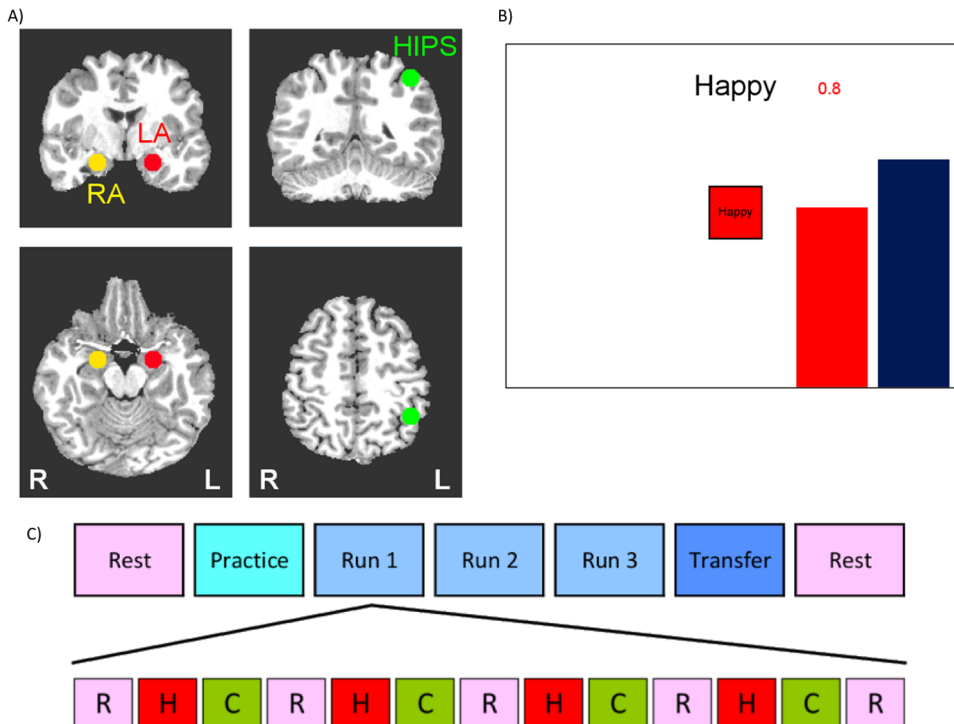 A)
HIPS
LA
RA
R L
R L
B)
Happy 0.8
Happy
C)
Rest Practice Run 1 Run 2 Run 3 Transfer Rest
R H C R H C R H C R H C R